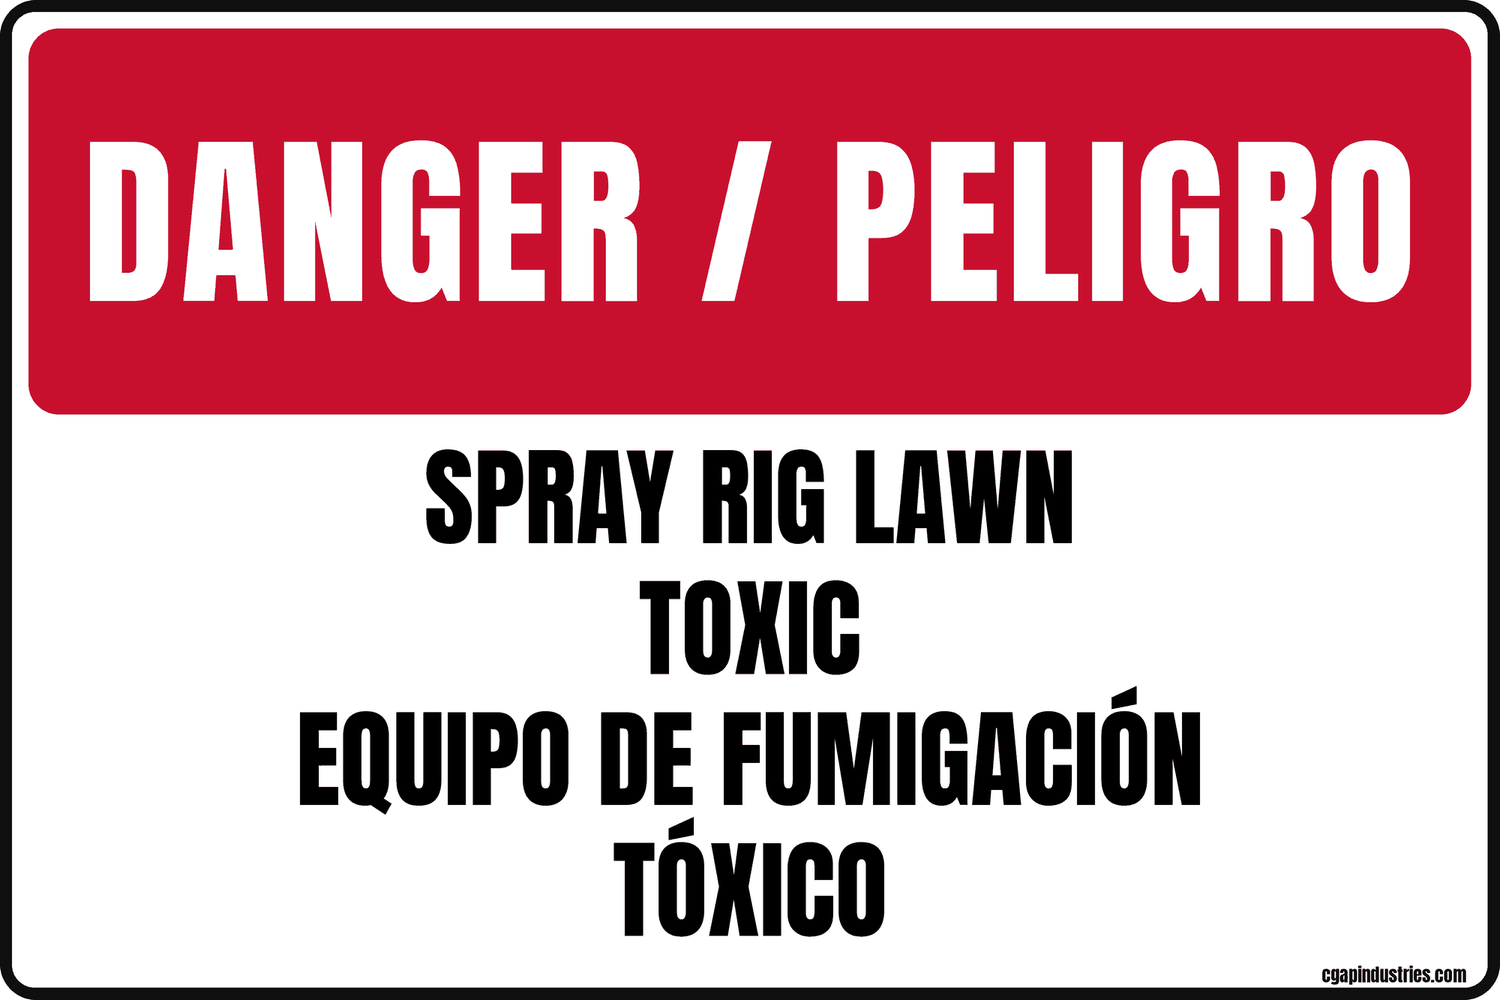 DANGER / PELIGRO
SPRAY RIG LAWN
TOXIC
EQUIPO DE FUMIGACIÓN
TÓXICO
cgapindustries.com